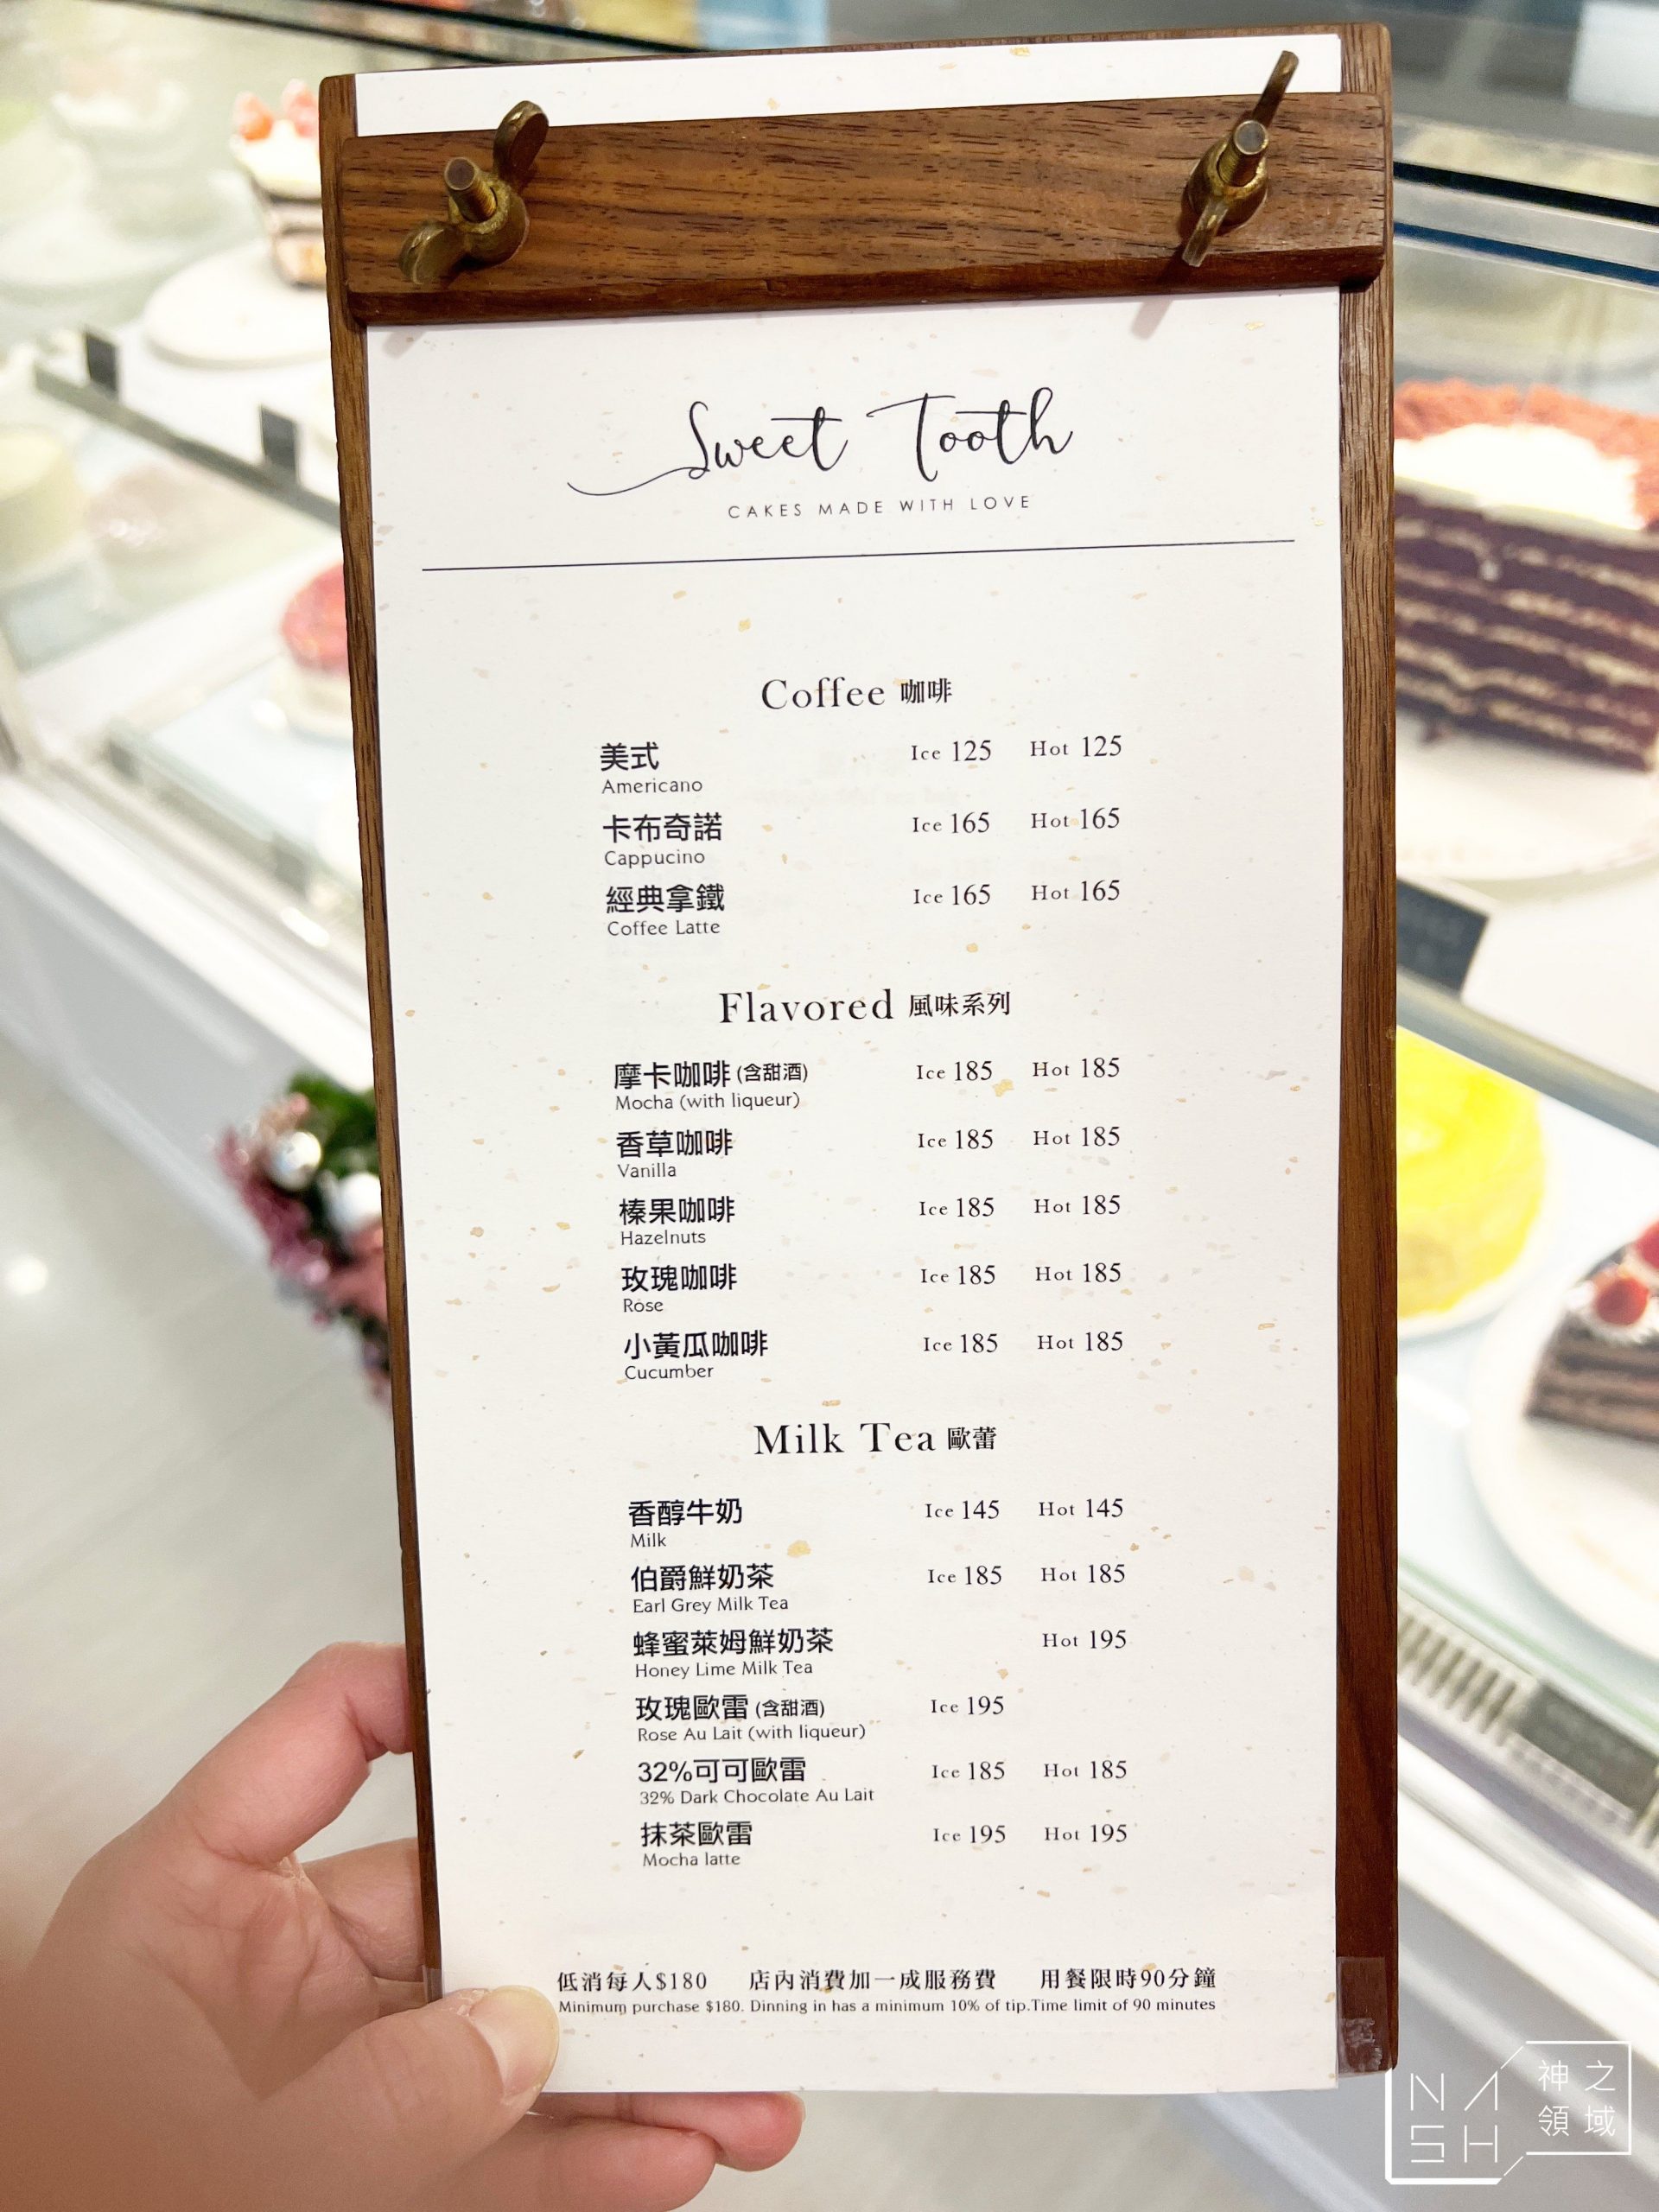 Sweet Tooth
CAKES MADE WITH LOVE
Coffee 咖啡
美式 Ice 125 Hot 125
Americano
卡布奇諾 Ice 165 Hot 165
Cappucino
經典拿鐵 Ice 165 Hot 165
Coffee Latte
Flavored 風味系列
摩卡咖啡 (含甜酒) Ice 185 Hot 185
Mocha (with liqueur)
香草咖啡 Ice 185 Hot 185
Vanilla
榛果咖啡 Ice 185 Hot 185
Hazelnuts
玫瑰咖啡 Ice 185 Hot 185
Rose
小黃瓜咖啡 Ice 185 Hot 185
Cucumber
Milk Tea 歐蕾
香醇牛奶 Ice 145 Hot 145
Milk
伯爵鮮奶茶 Ice 185 Hot 185
Earl Grey Milk Tea
蜂蜜萊姆鮮奶茶 Hot 195
Honey Lime Milk Tea
玫瑰歐雷 (含甜酒) Ice 195
Rose Au Lait (with liqueur)
32%可可歐雷 Ice 185 Hot 185
32% Dark Chocolate Au Lait
抹茶歐雷 Ice 195 Hot 195
Mocha latte
低消每人$180 店內消費加一成服務費 用餐限時90分鐘
Minimum purchase $180. Dinning in has a minimum 10% of tip.Time limit of 90 minutes
NASH 神之領域